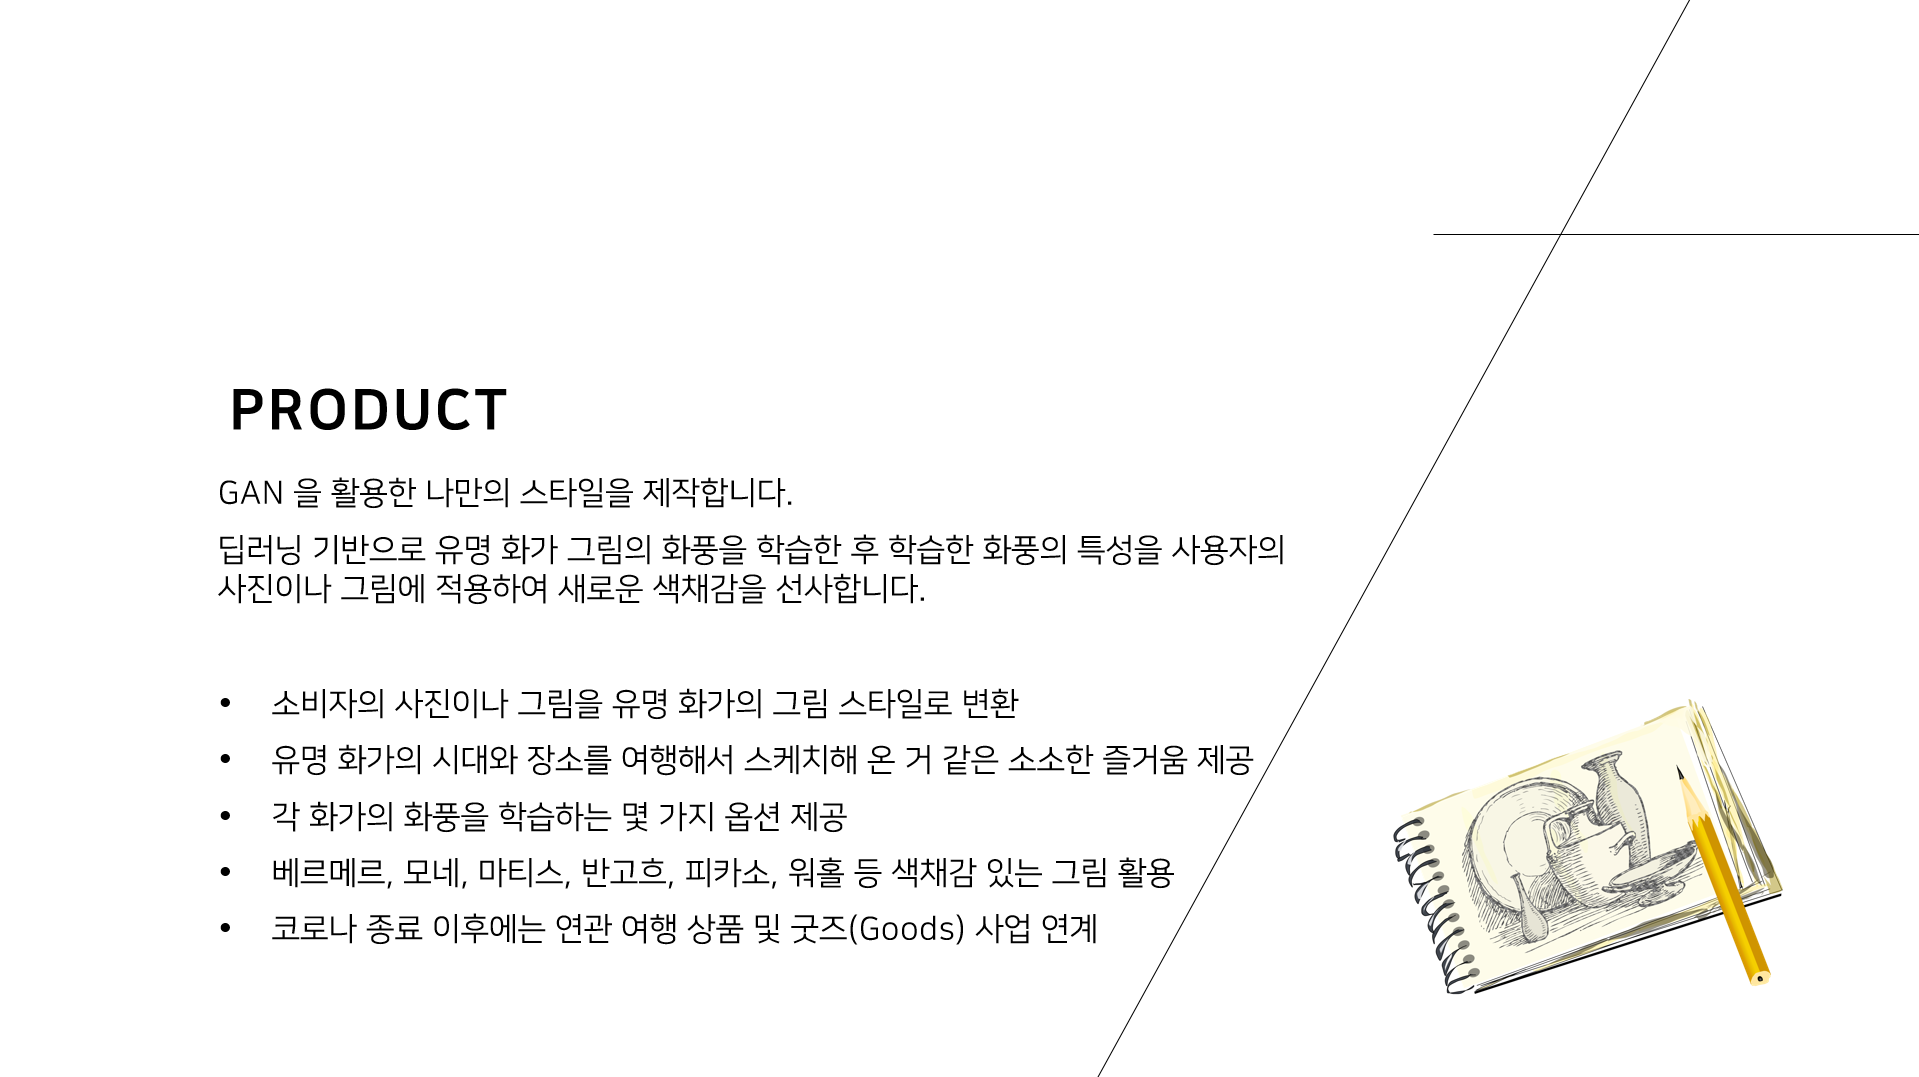 PRODUCT
GAN 을 활용한 나만의 스타일을 제작합니다.
딥러닝 기반으로 유명 화가 그림의 화풍을 학습한 후 학습한 화풍의 특성을 사용자의
사진이나 그림에 적용하여 새로운 색채감을 선사합니다.
• 소비자의 사진이나 그림을 유명 화가의 그림 스타일로 변환
• 유명 화가의 시대와 장소를 여행해서 스케치해 온 거 같은 소소한 즐거움 제공
• 각 화가의 화풍을 학습하는 몇 가지 옵션 제공
• 베르메르, 모네, 마티스, 반고흐, 피카소, 워홀 등 색채감 있는 그림 활용
• 코로나 종료 이후에는 연관 여행 상품 및 굿즈(Goods) 사업 연계